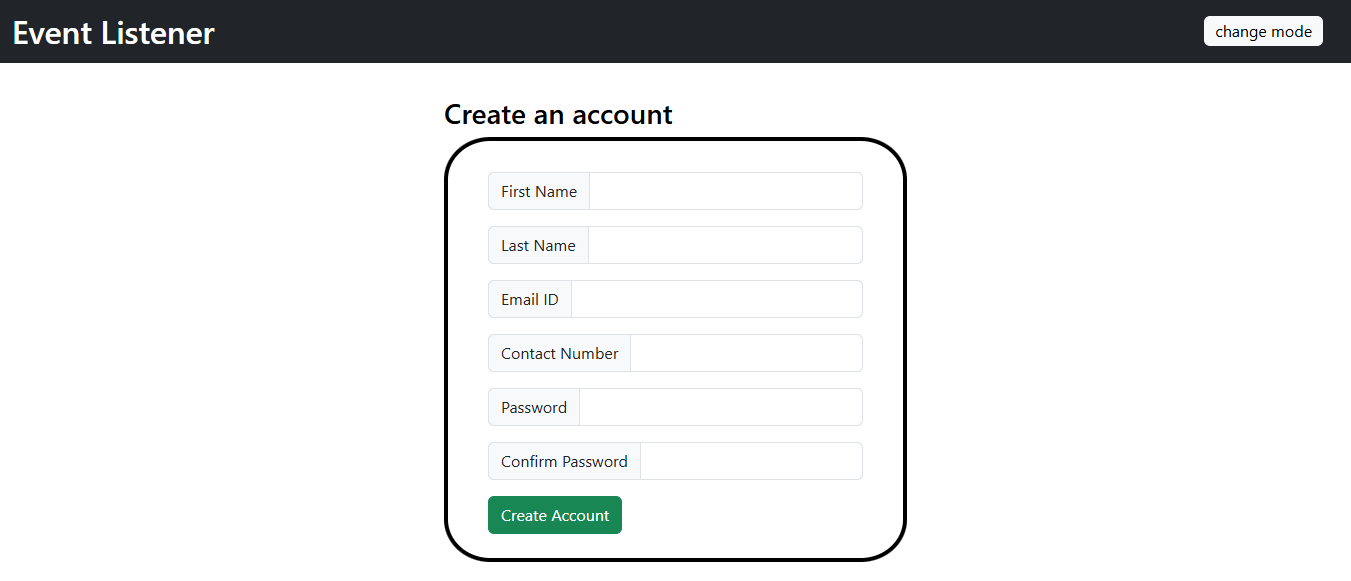 Event Listener
change mode
Create an account
First Name
Last Name
Email ID
Contact Number
Password
Confirm Password
Create Account